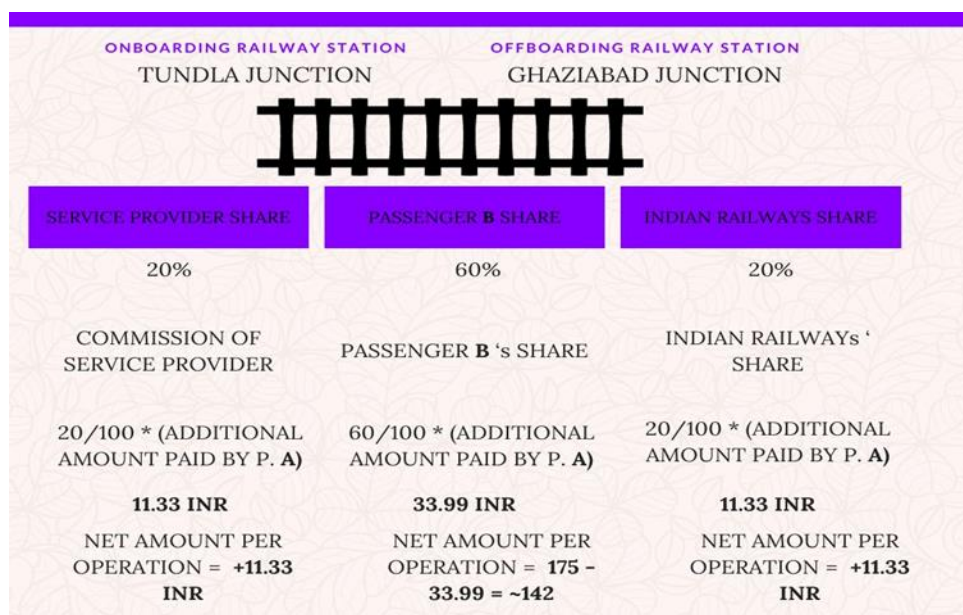 ONBOARDING RAILWAY STATION
TUNDLA JUNCTION
OFFBOARDING RAILWAY STATION
GHAZIABAD JUNCTION
SERVICE PROVIDER SHARE
PASSENGER B SHARE
INDIAN RAILWAYS SHARE
20%
60%
20%
COMMISSION OF
SERVICE PROVIDER
PASSENGER B ‘s SHARE
INDIAN RAILWAYs ‘
SHARE
20/100 * (ADDITIONAL
AMOUNT PAID BY P. A)
60/100 * (ADDITIONAL
AMOUNT PAID BY P. A)
20/100 * (ADDITIONAL
AMOUNT PAID BY P. A)
11.33 INR
33.99 INR
11.33 INR
NET AMOUNT PER
OPERATION = +11.33
INR
NET AMOUNT PER
OPERATION = 175 –
33.99 = ~142
NET AMOUNT PER
OPERATION = +11.33
INR